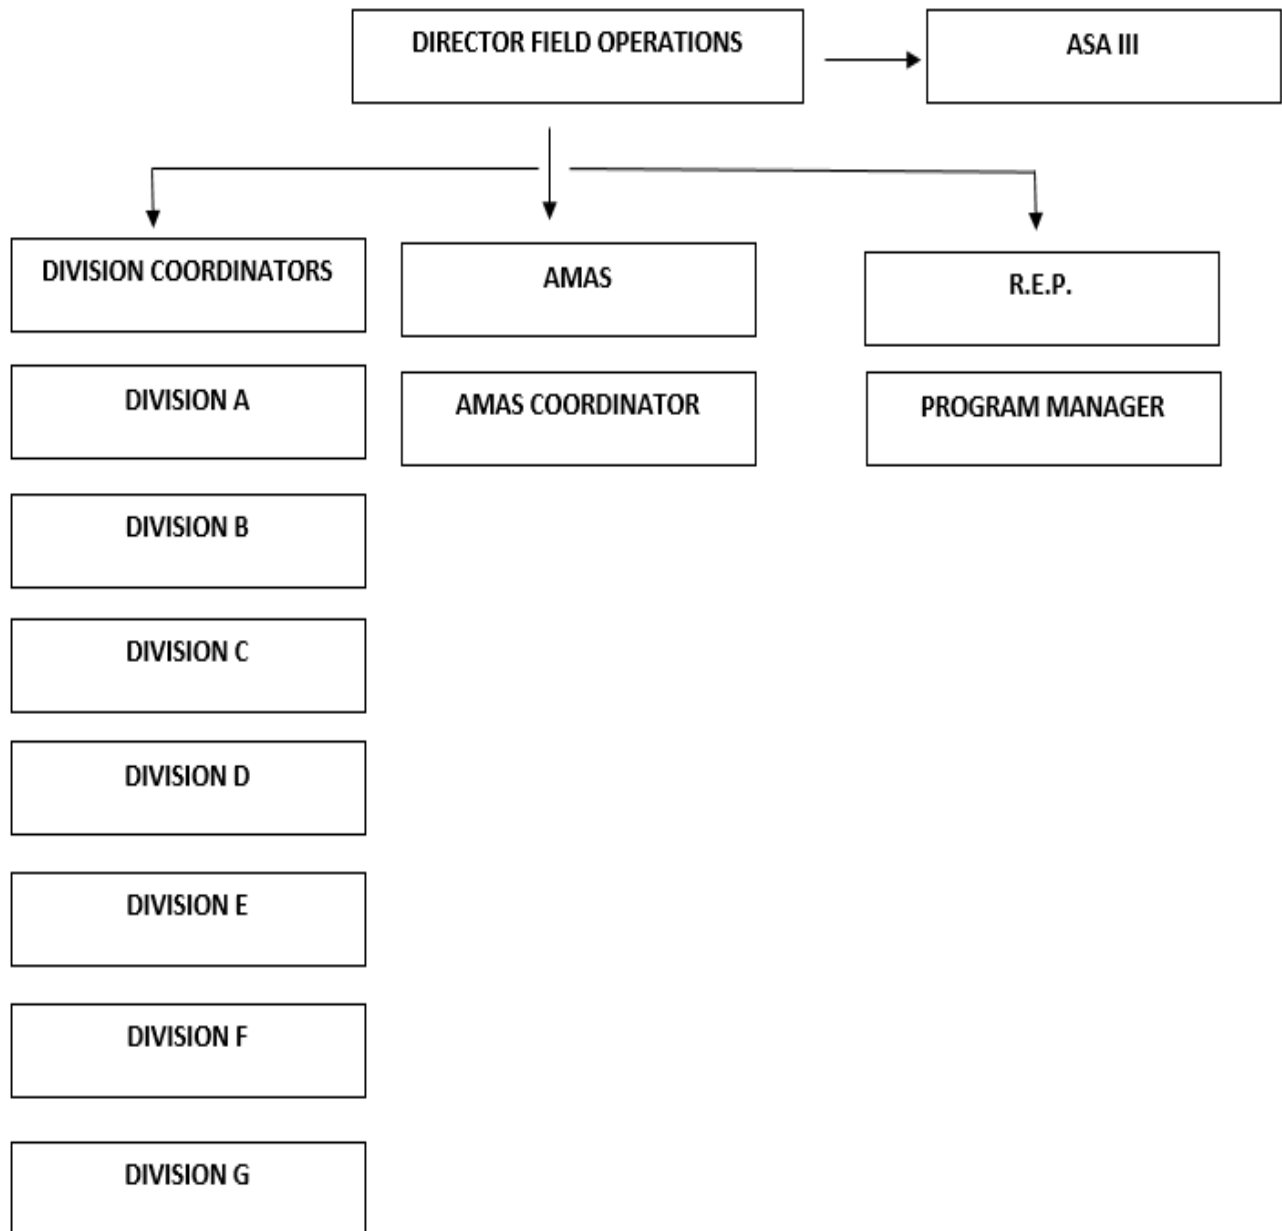 DIRECTOR FIELD OPERATIONS
ASA III
DIVISION COORDINATORS
AMAS
R.E.P.
DIVISION A
AMAS COORDINATOR
PROGRAM MANAGER
DIVISION B
DIVISION C
DIVISION D
DIVISION E
DIVISION F
DIVISION G